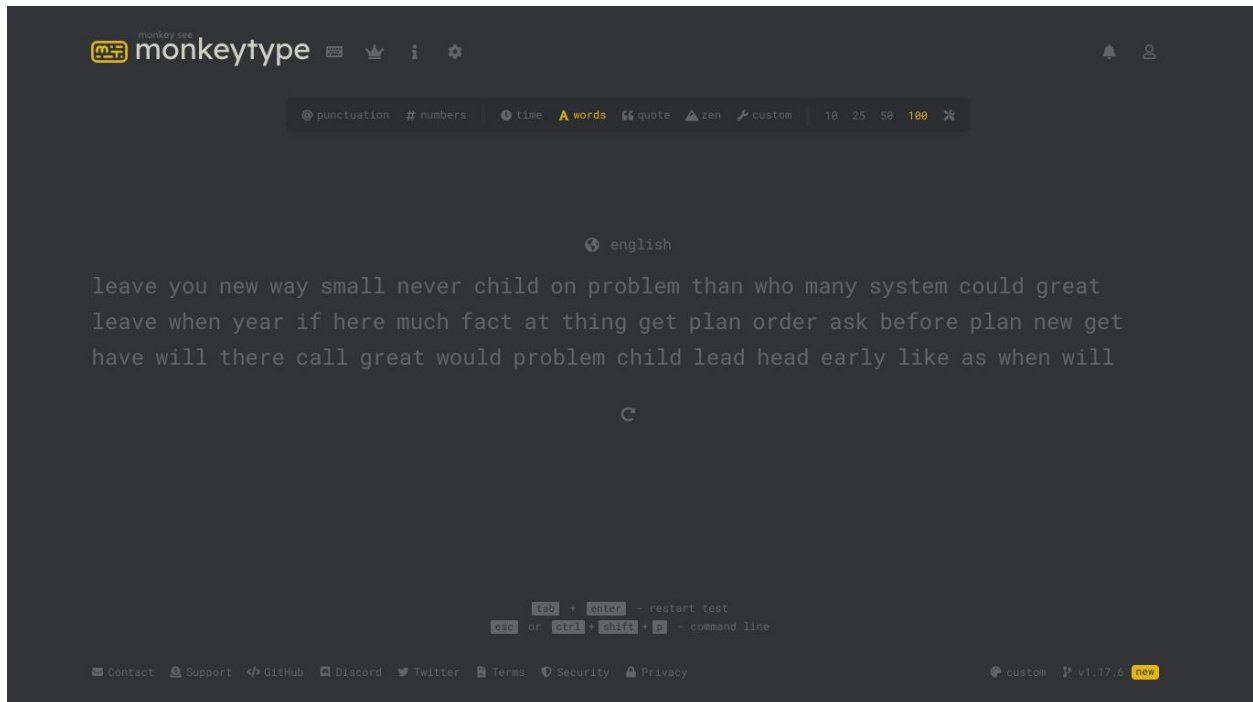 monkey see
monkeytype
@ punctuation # numbers time A words quote zen custom 10 25 50 100
english
leave you new way small never child on problem than who many system could great
leave when year if here much fact at thing get plan order ask before plan new get
have will there call great would problem child lead head early like as when will
tab + enter - restart test
esc or ctrl + shift + p - command line
Contact Support GitHub Discord Twitter Terms Security Privacy custom v1.17.6 new